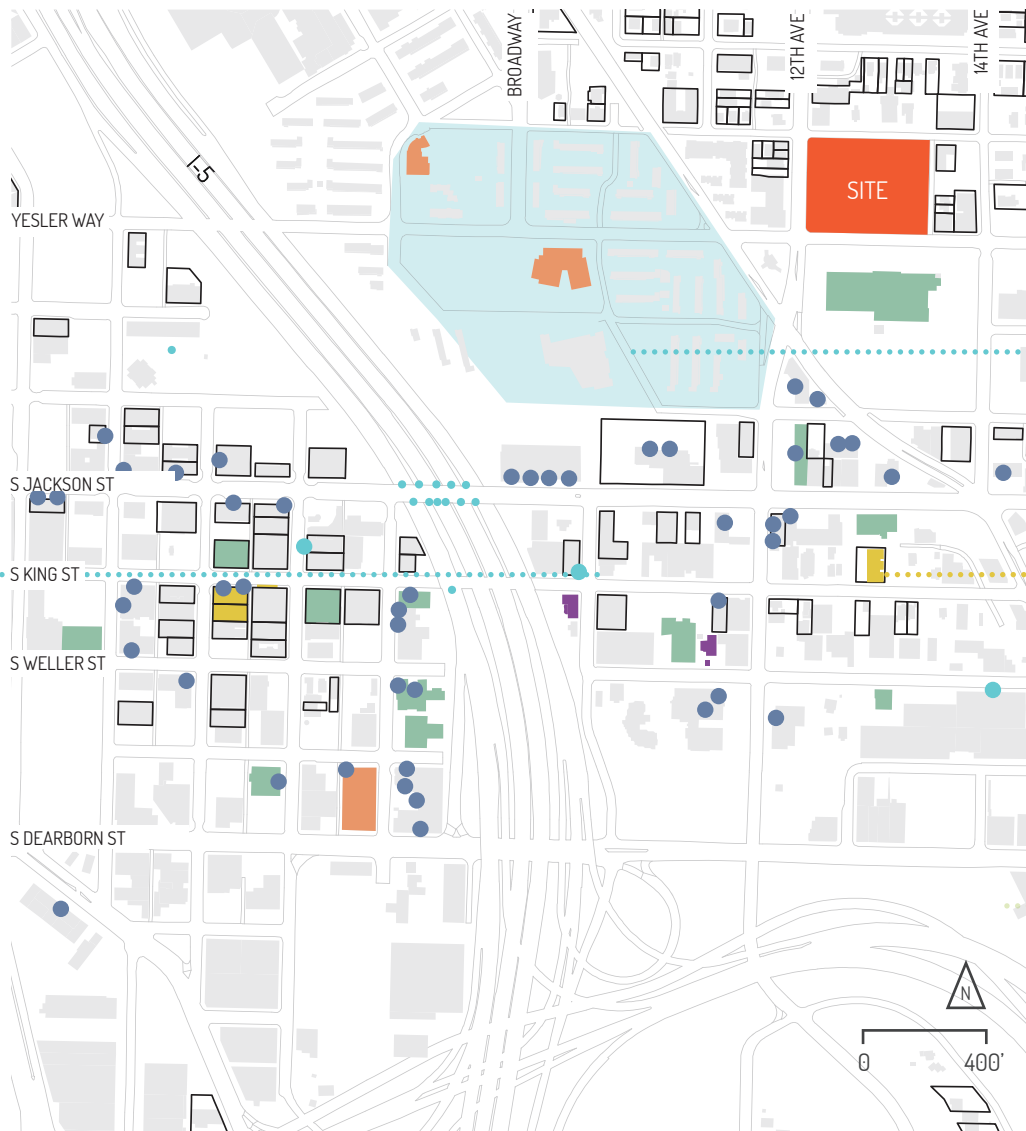 BROADWAY
12TH AVE
14TH AVE
I-5
SITE
YESLER WAY
S JACKSON ST
S KING ST
S WELLER ST
S DEARBORN ST
N
0 400'